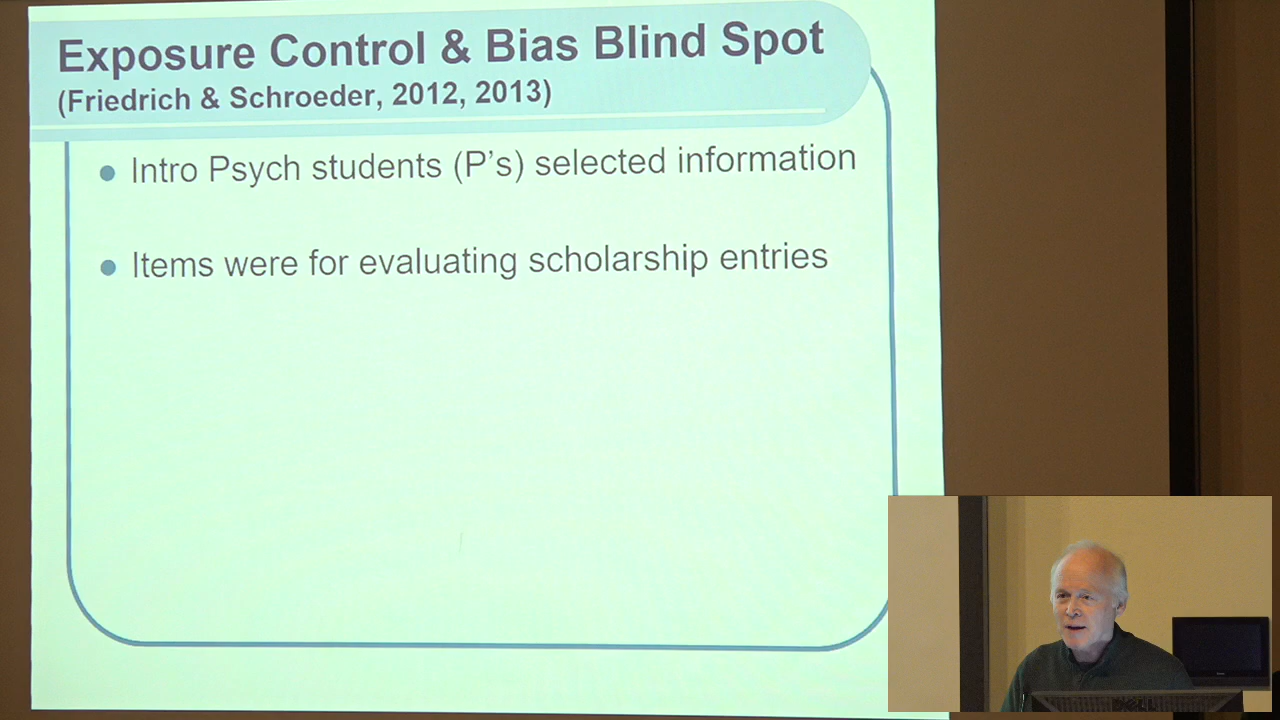 Exposure Control & Bias Blind Spot
(Friedrich & Schroeder, 2012, 2013)
Intro Psych students (P's) selected information
Items were for evaluating scholarship entries